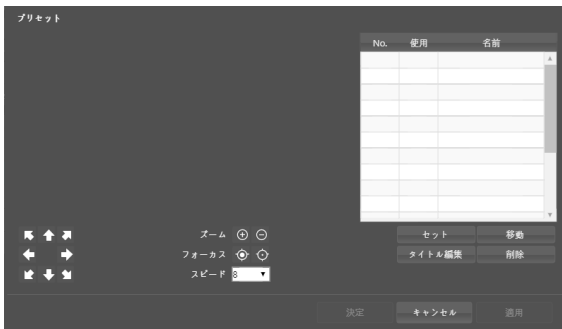 プリセット
No. 使用 名前
ズーム
フォーカス
スピード 8
セット 移動
タイトル編集 削除
決定 キャンセル 適用